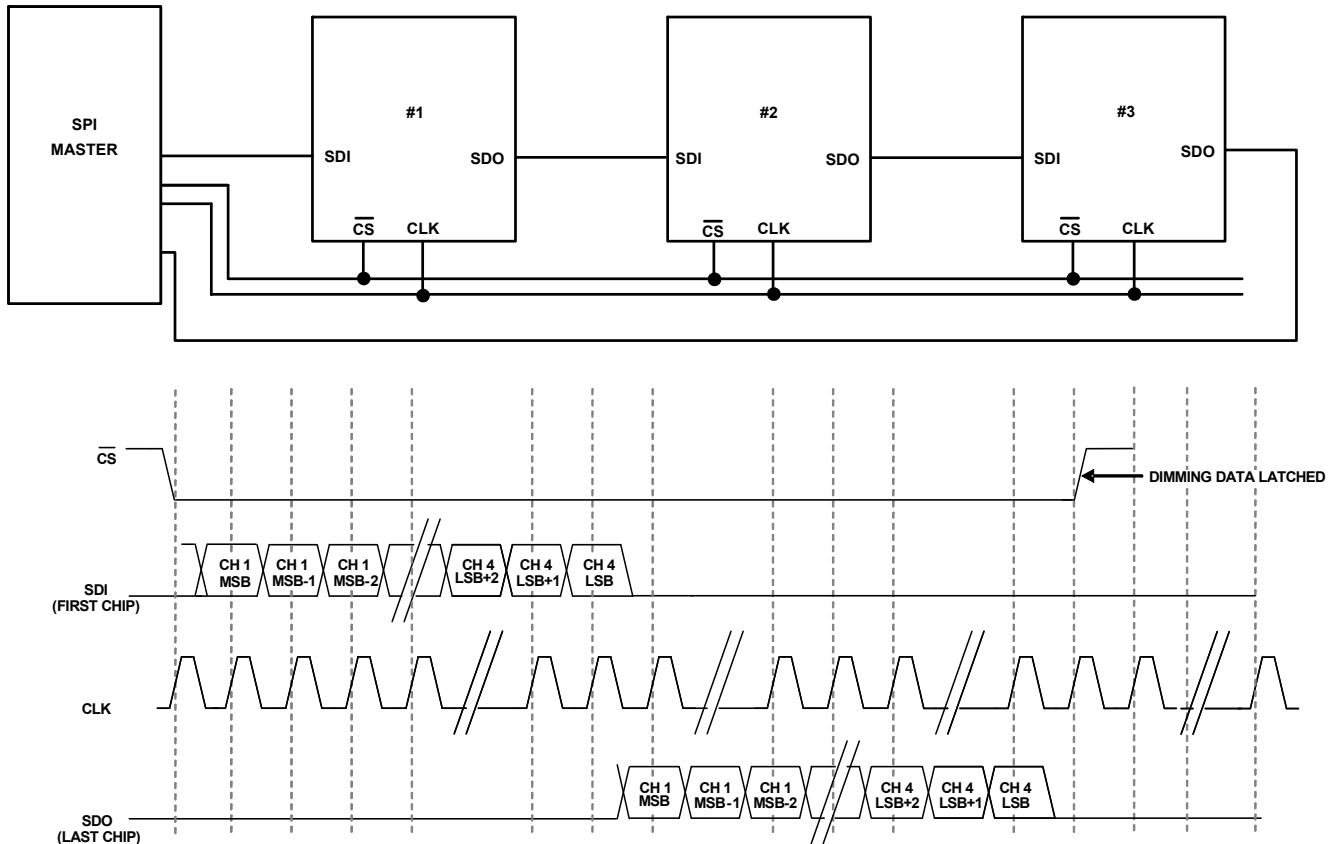 SPI
MASTER
#1
SDI
SDO
CS
CLK
#2
SDI
SDO
CS
CLK
#3
SDI
SDO
CS
CLK
CS
DIMMING DATA LATCHED
CH 1
MSB
CH 1
MSB-1
CH 1
MSB-2
CH 4
LSB+2
CH 4
LSB+1
CH 4
LSB
SDI
(FIRST CHIP)
CLK
CH 1
MSB
CH 1
MSB-1
CH 1
MSB-2
CH 4
LSB+2
CH 4
LSB+1
CH 4
LSB
SDO
(LAST CHIP)